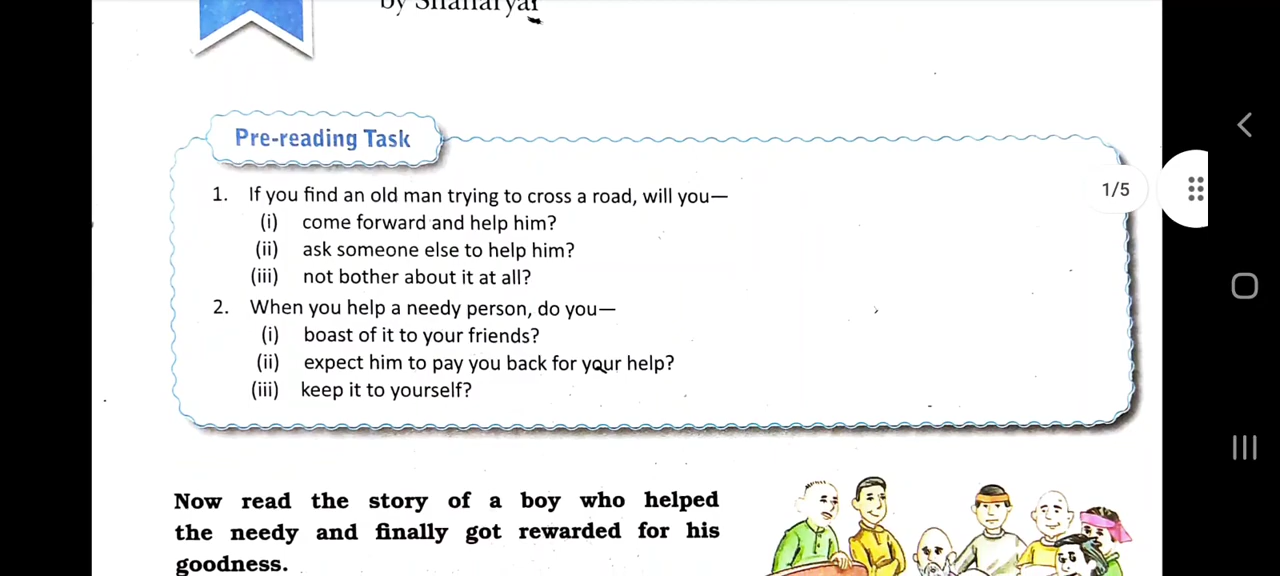 by Shaharyar
Pre-reading Task
1. If you find an old man trying to cross a road, will you—
(i) come forward and help him?
(ii) ask someone else to help him?
(iii) not bother about it at all?
2. When you help a needy person, do you—
(i) boast of it to your friends?
(ii) expect him to pay you back for your help?
(iii) keep it to yourself?
1/5
Now read the story of a boy who helped
the needy and finally got rewarded for his
goodness.